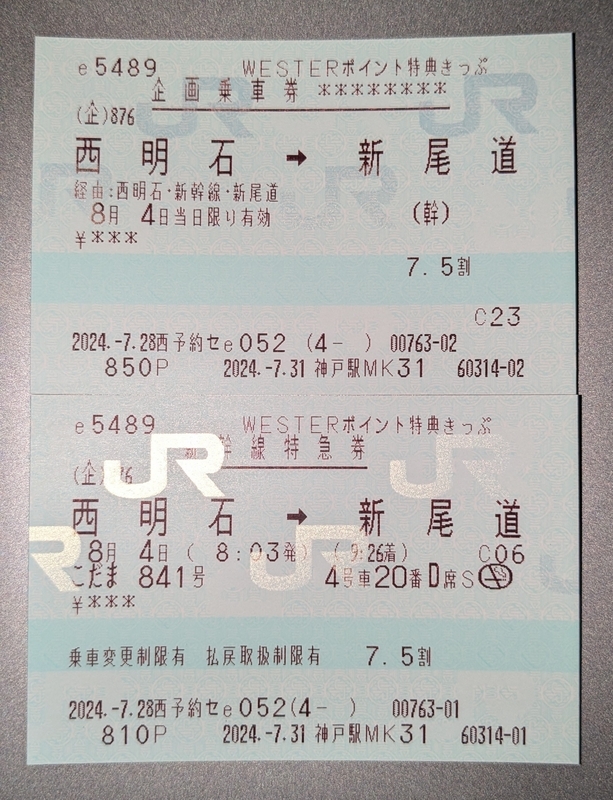 e5489 WESTERポイント特典きっぷ
企画乗車券 ********
(企)876
西明石 → 新尾道
経由:西明石・新幹線・新尾道
8月 4日当日限り有効 (幹)
¥***
7.5割
C23
2024.-7.28西予約セe052 (4- ) 00763-02
850P 2024.-7.31 神戸駅MK31 60314-02
e5489 WESTERポイント特典きっぷ
新幹線特急券
JR
JR
(企)876
西明石 → 新尾道
8月 4日( 8:03発) ( 9:26着) C06
こだま 841号 4号車20番D席S
¥***
乗車変更制限有 払戻取扱制限有 7.5割
2024.-7.28西予約セe052(4- ) 00763-01
810P 2024.-7.31 神戸駅MK31 60314-01